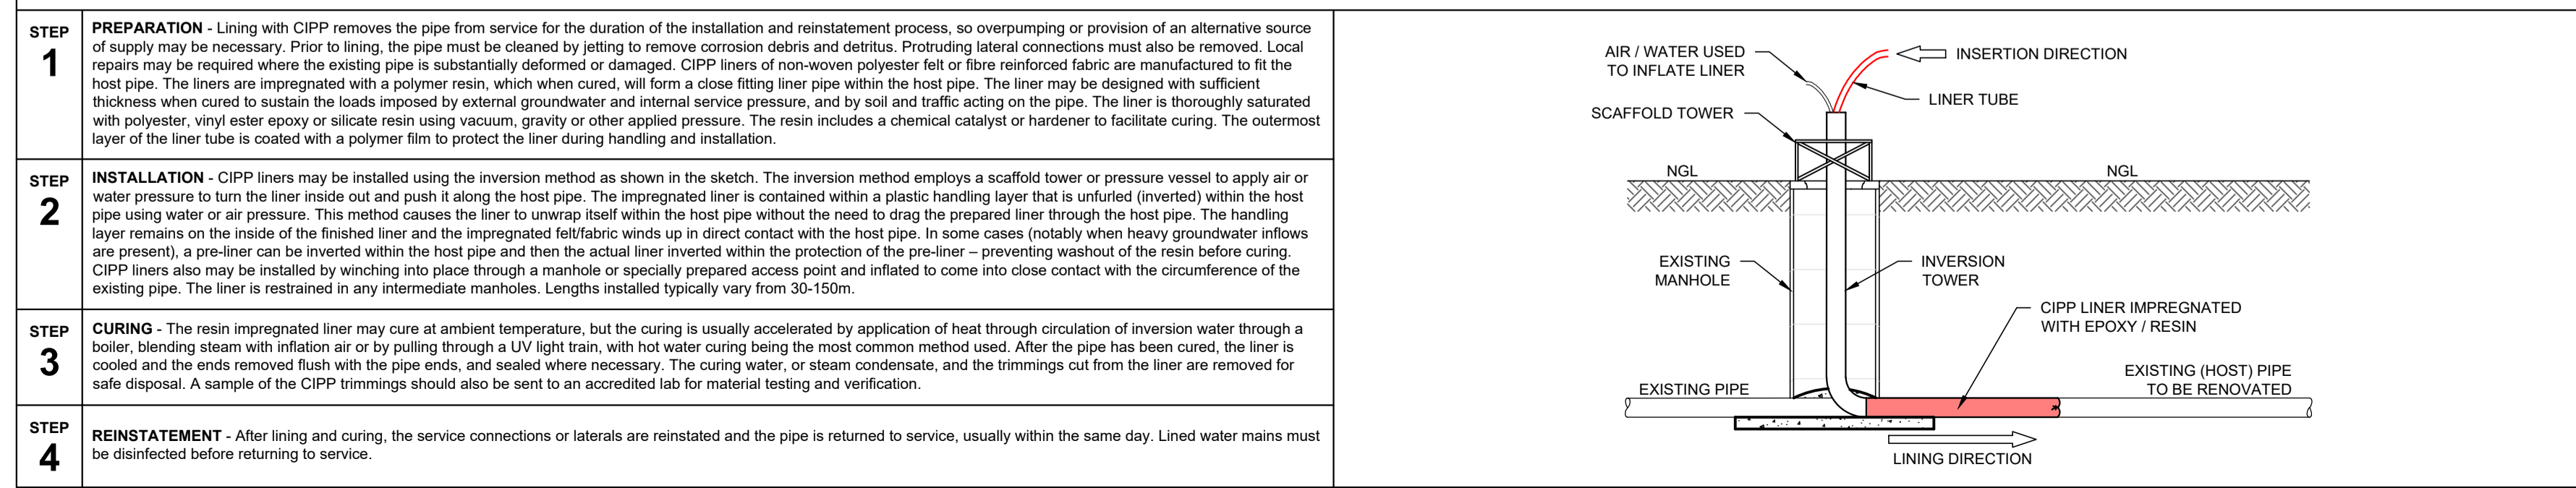 STEP
1
PREPARATION - Lining with CIPP removes the pipe from service for the duration of the installation and reinstatement process, so overpumping or provision of an alternative source
of supply may be necessary. Prior to lining, the pipe must be cleaned by jetting to remove corrosion debris and detritus. Protruding lateral connections must also be removed. Local
repairs may be required where the existing pipe is substantially deformed or damaged. CIPP liners of non-woven polyester felt or fibre reinforced fabric are manufactured to fit the
host pipe. The liners are impregnated with a polymer resin, which when cured, will form a close fitting liner pipe within the host pipe. The liner may be designed with sufficient
thickness when cured to sustain the loads imposed by external groundwater and internal service pressure, and by soil and traffic acting on the pipe. The liner is thoroughly saturated
with polyester, vinyl ester epoxy or silicate resin using vacuum, gravity or other applied pressure. The resin includes a chemical catalyst or hardener to facilitate curing. The outermost
layer of the liner tube is coated with a polymer film to protect the liner during handling and installation.
STEP
2
INSTALLATION - CIPP liners may be installed using the inversion method as shown in the sketch. The inversion method employs a scaffold tower or pressure vessel to apply air or
water pressure to turn the liner inside out and push it along the host pipe. The impregnated liner is contained within a plastic handling layer that is unfurled (inverted) within the host
pipe using water or air pressure. This method causes the liner to unwrap itself within the host pipe without the need to drag the prepared liner through the host pipe. The handling
layer remains on the inside of the finished liner and the impregnated felt/fabric winds up in direct contact with the host pipe. In some cases (notably when heavy groundwater inflows
are present), a pre-liner can be inverted within the host pipe and then the actual liner inverted within the protection of the pre-liner – preventing washout of the resin before curing.
CIPP liners also may be installed by winching into place through a manhole or specially prepared access point and inflated to come into close contact with the circumference of the
existing pipe. The liner is restrained in any intermediate manholes. Lengths installed typically vary from 30-150m.
STEP
3
CURING - The resin impregnated liner may cure at ambient temperature, but the curing is usually accelerated by application of heat through circulation of inversion water through a
boiler, blending steam with inflation air or by pulling through a UV light train, with hot water curing being the most common method used. After the pipe has been cured, the liner is
cooled and the ends removed flush with the pipe ends, and sealed where necessary. The curing water, or steam condensate, and the trimmings cut from the liner are removed for
safe disposal. A sample of the CIPP trimmings should also be sent to an accredited lab for material testing and verification.
STEP
4
REINSTATEMENT - After lining and curing, the service connections or laterals are reinstated and the pipe is returned to service, usually within the same day. Lined water mains must
be disinfected before returning to service.
AIR / WATER USED
TO INFLATE LINER
INSERTION DIRECTION
LINER TUBE
SCAFFOLD TOWER
NGL
NGL
EXISTING
MANHOLE
INVERSION
TOWER
CIPP LINER IMPREGNATED
WITH EPOXY / RESIN
EXISTING PIPE
EXISTING (HOST) PIPE
TO BE RENOVATED
LINING DIRECTION